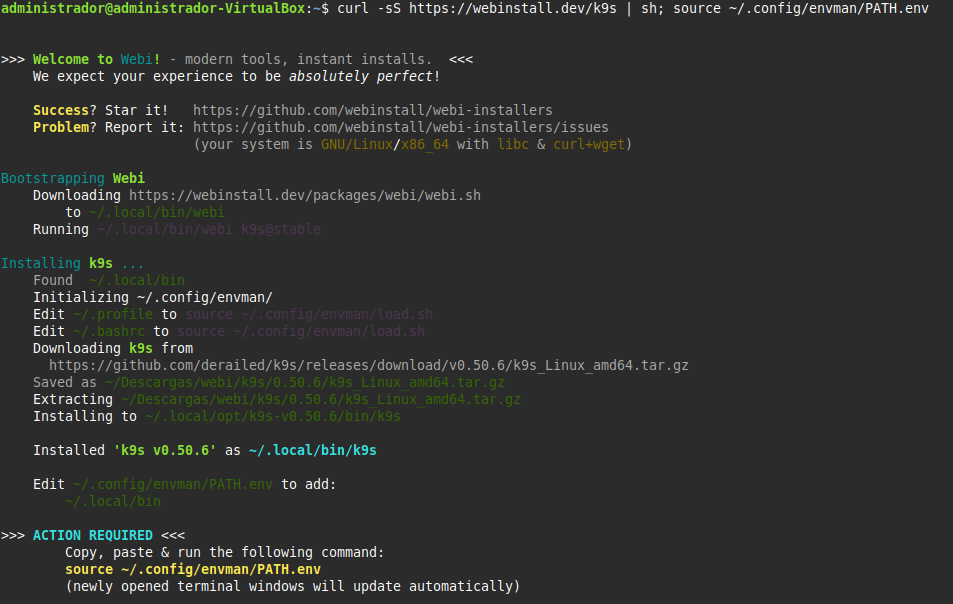 administrador@administrador-VirtualBox:~$ curl -sS https://webinstall.dev/k9s | sh; source ~/.config/envman/PATH.env
>>> Welcome to Webi! - modern tools, instant installs. <<<
We expect your experience to be absolutely perfect!
Success? Star it! https://github.com/webinstall/webi-installers
Problem? Report it: https://github.com/webinstall/webi-installers/issues
(your system is GNU/Linux/x86_64 with libc & curl+wget)
Bootstrapping Webi
Downloading https://webinstall.dev/packages/webi/webi.sh
to ~/.local/bin/webi
Running ~/.local/bin/webi k9s@stable
Installing k9s ...
Found ~/.local/bin
Initializing ~/.config/envman/
Edit ~/.profile to source ~/.config/envman/load.sh
Edit ~/.bashrc to source ~/.config/envman/load.sh
Downloading k9s from
https://github.com/derailed/k9s/releases/download/v0.50.6/k9s_Linux_amd64.tar.gz
Saved as ~/Descargas/webi/k9s/0.50.6/k9s_Linux_amd64.tar.gz
Extracting ~/Descargas/webi/k9s/0.50.6/k9s_Linux_amd64.tar.gz
Installing to ~/.local/opt/k9s-v0.50.6/bin/k9s
Installed 'k9s v0.50.6' as ~/.local/bin/k9s
Edit ~/.config/envman/PATH.env to add:
~/.local/bin
>>> ACTION REQUIRED <<<
Copy, paste & run the following command:
source ~/.config/envman/PATH.env
(newly opened terminal windows will update automatically)